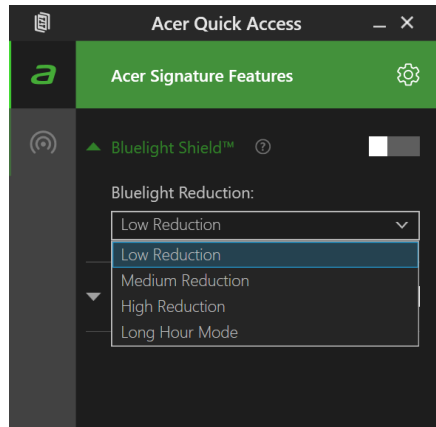 Acer Quick Access
a
Acer Signature Features
Bluelight Shield™ ?
Bluelight Reduction:
Low Reduction
Low Reduction
Medium Reduction
High Reduction
Long Hour Mode